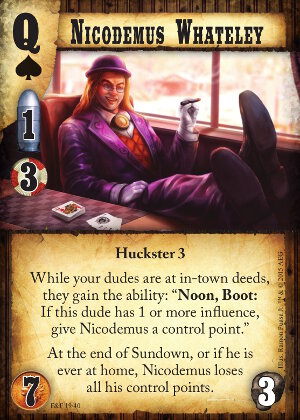 Q
NICODEMUS WHATELEY
1
3
Huckster 3
While your dudes are at in-town deeds,
they gain the ability: “Noon, Boot:
If this dude has 1 or more influence,
give Nicodemus a control point.”
At the end of Sundown, or if he is
ever at home, Nicodemus loses
all his control points.
7
F&F 19-40
3